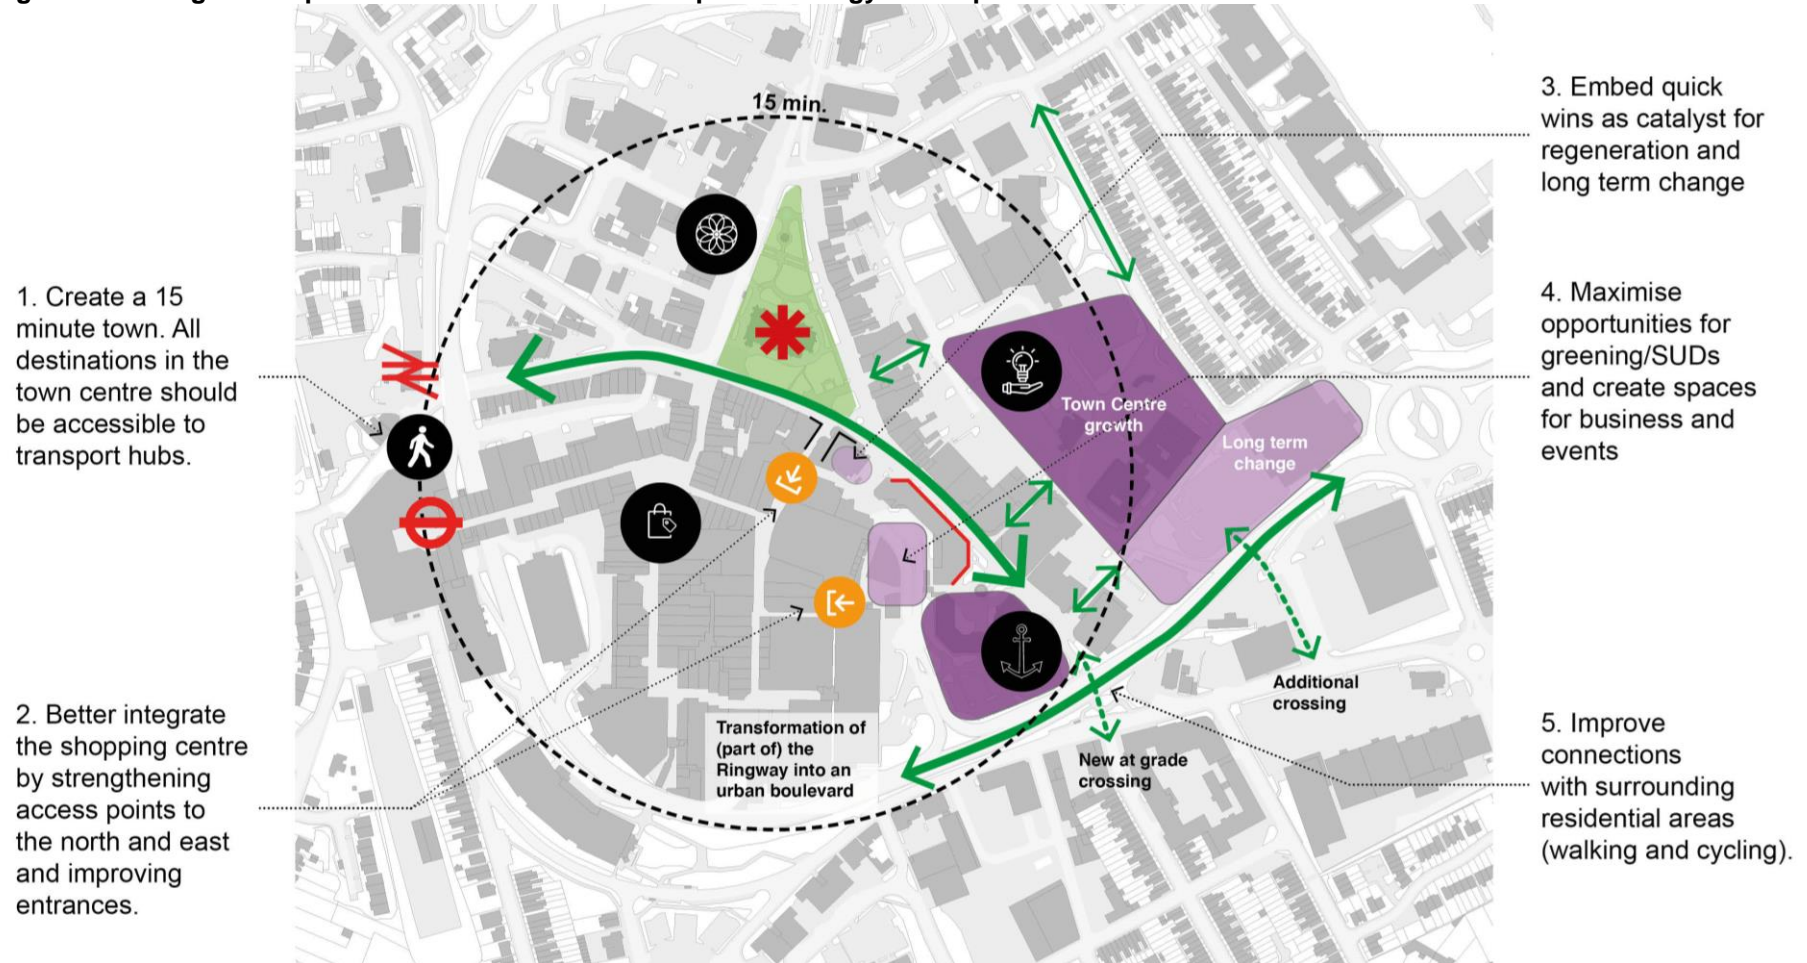 15 min.
1. Create a 15
minute town. All
destinations in the
town centre should
be accessible to
transport hubs.
2. Better integrate
the shopping centre
by strengthening
access points to
the north and east
and improving
entrances.
Town Centre
growth
Long term
change
Transformation of
(part of) the
Ringway into an
urban boulevard
New at grade
crossing
Additional
crossing
3. Embed quick
wins as catalyst for
regeneration and
long term change
4. Maximise
opportunities for
greening/SUDs
and create spaces
for business and
events
5. Improve
connections
with surrounding
residential areas
(walking and cycling).